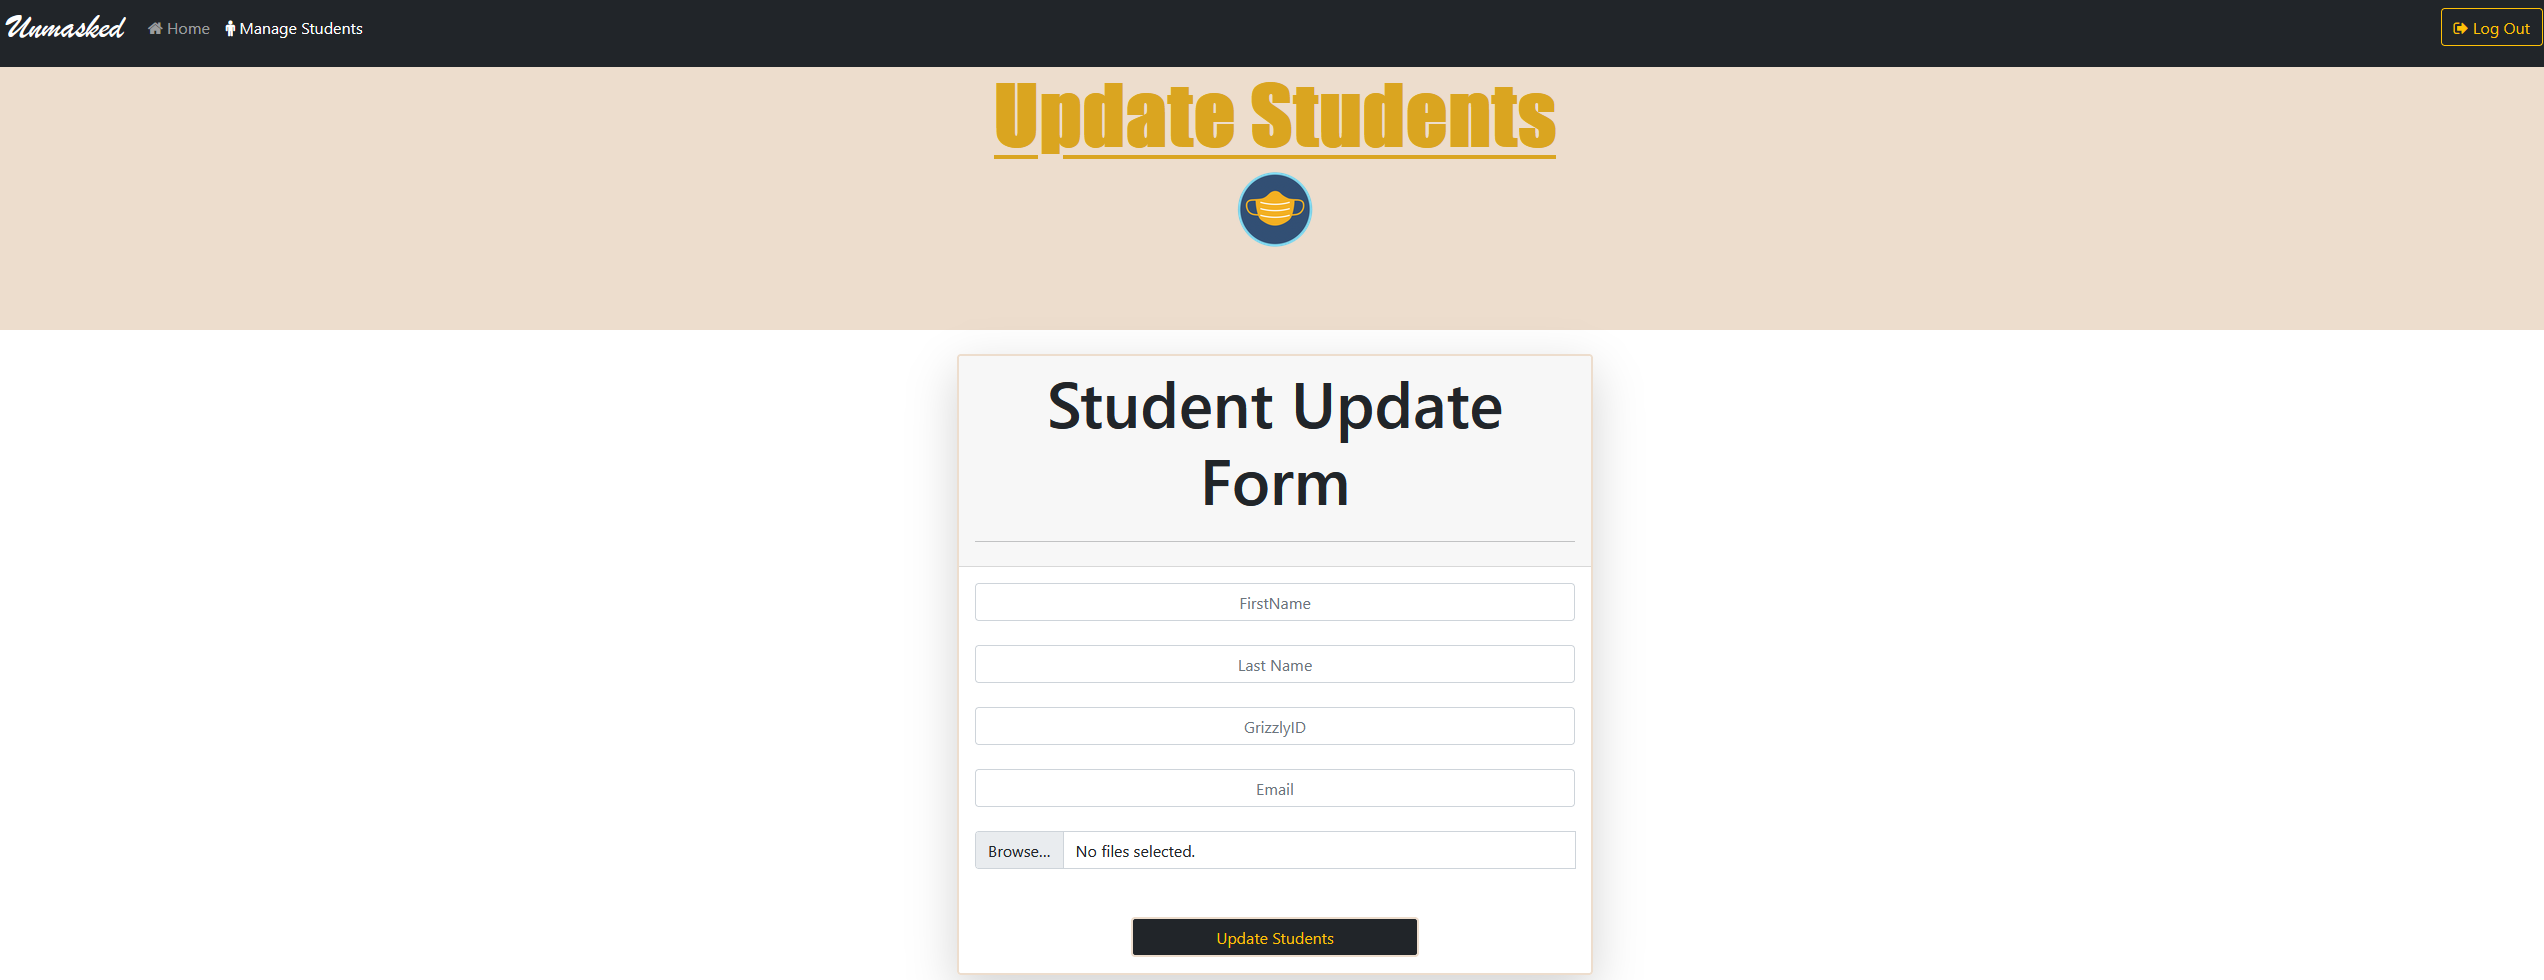 Unmasked Home Manage Students Log Out
Update Students
Student Update
Form
FirstName
Last Name
GrizzlyID
Email
Browse... No files selected.
Update Students